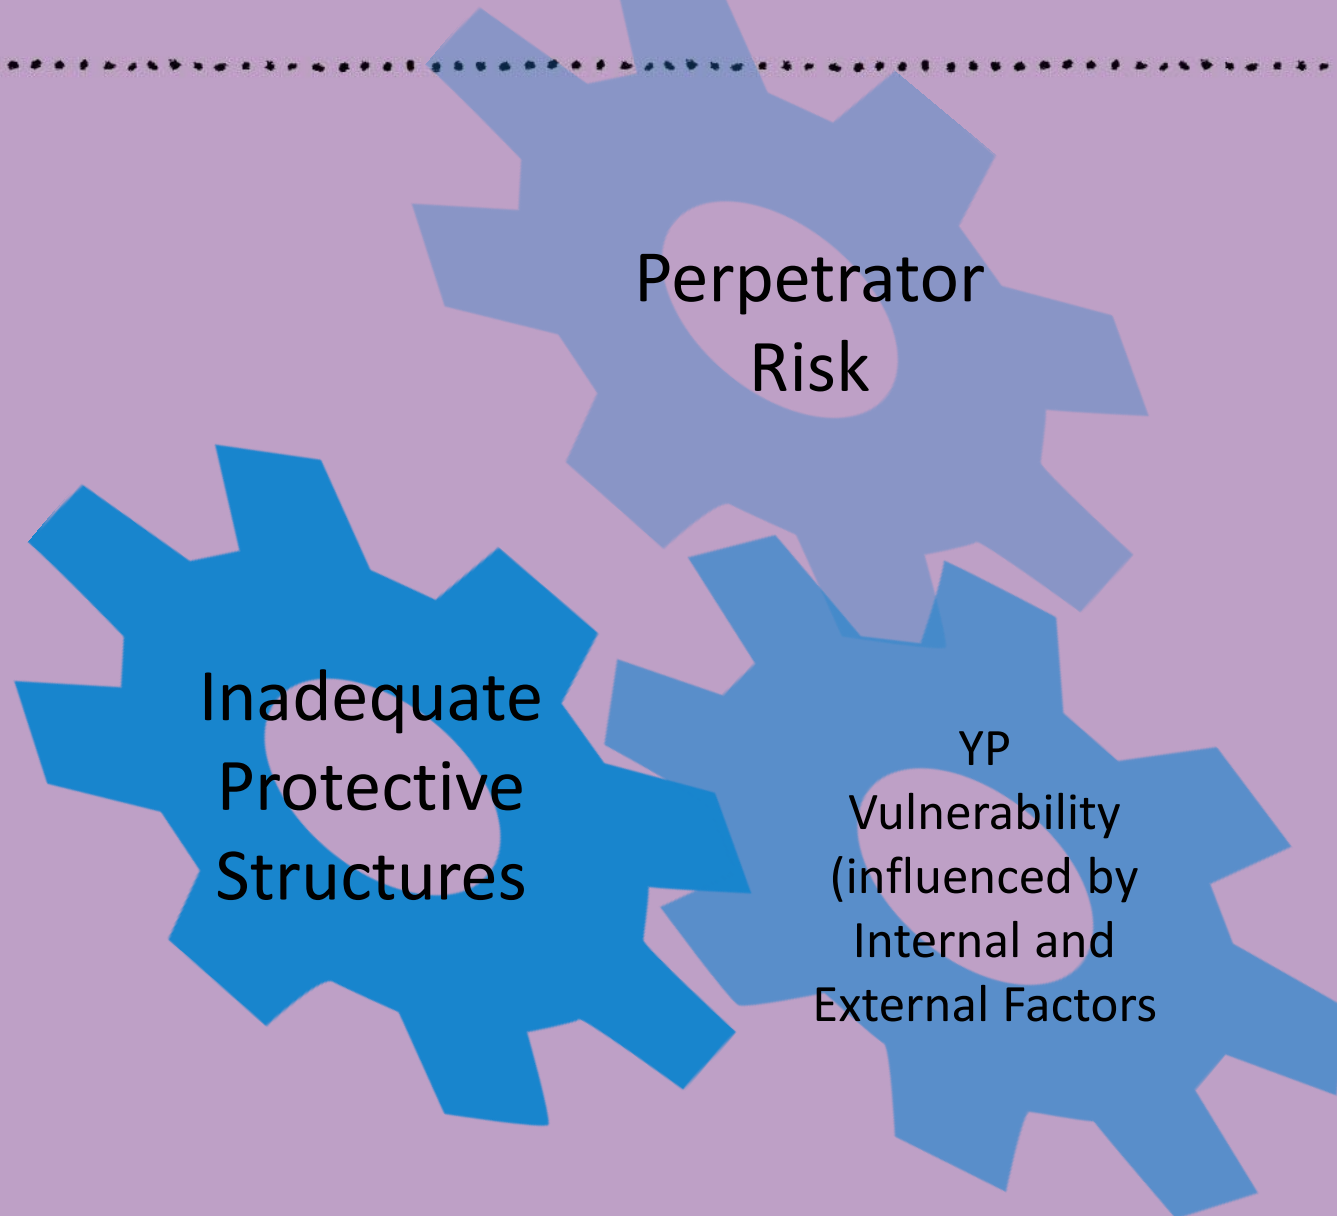 Perpetrator
Risk
Inadequate
Protective
Structures
YP
Vulnerability
(influenced by
Internal and
External Factors